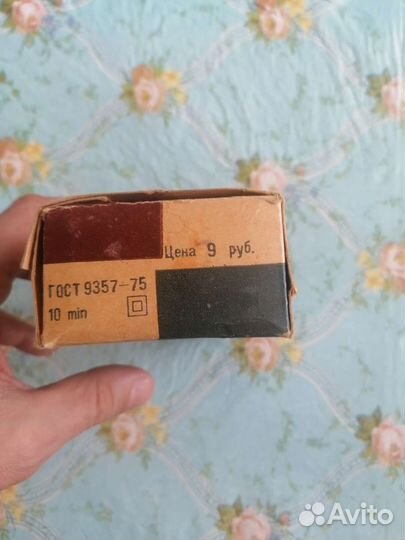 Цена 9 руб.
ГОСТ 9357-75
10 min
Avito